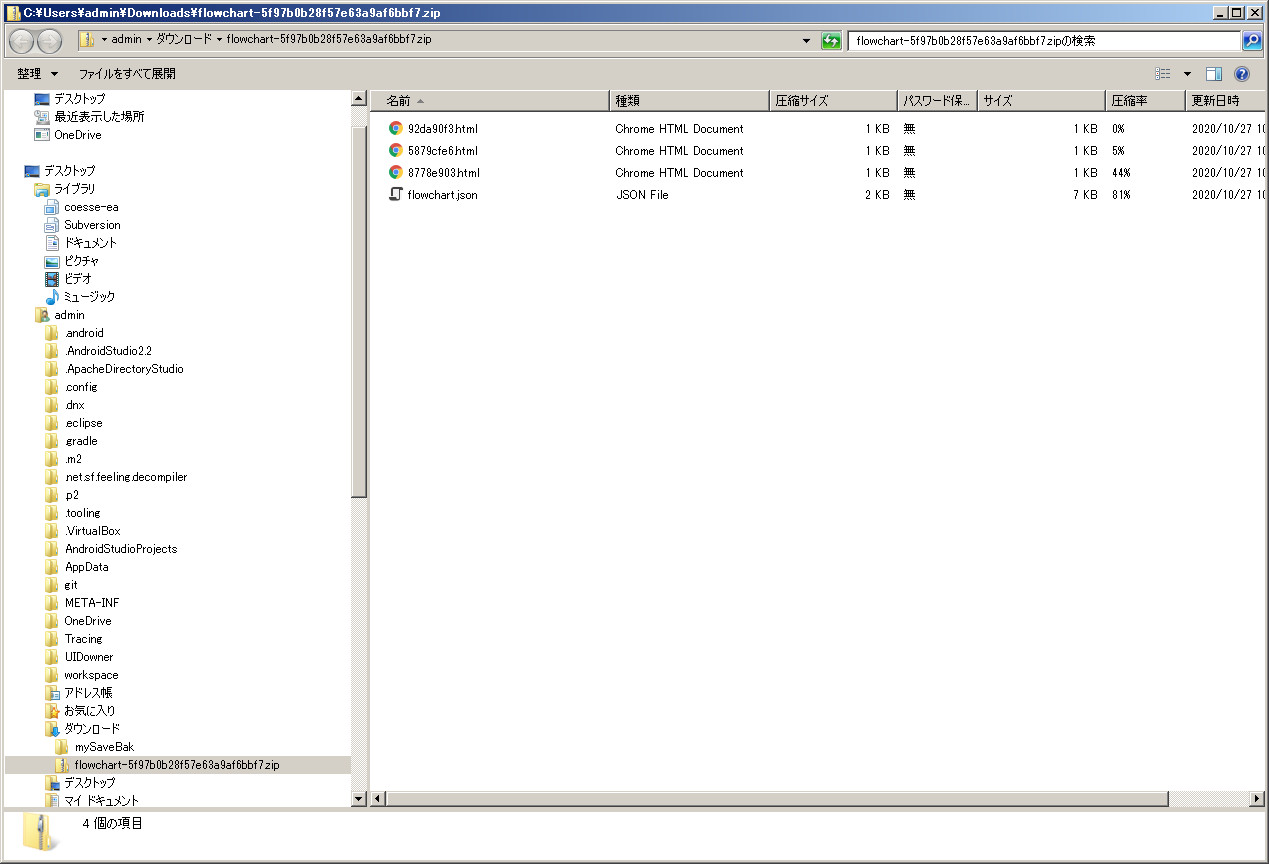 C:¥Users¥admin¥Downloads¥flowchart-5f97b0b28f57e63a9af6bbf7.zip
admin ダウンロード flowchart-5f97b0b28f57e63a9af6bbf7.zip
flowchart-5f97b0b28f57e63a9af6bbf7.zipの検索
整理 ファイルをすべて展開
デスクトップ
最近表示した場所
OneDrive
デスクトップ
ライブラリ
coesse-ea
Subversion
ドキュメント
ピクチャ
ビデオ
ミュージック
admin
.android
.AndroidStudio2.2
.ApacheDirectoryStudio
.config
.dnx
.eclipse
.gradle
.m2
.net.sf.feeling.decompiler
.p2
.tooling
.VirtualBox
AndroidStudioProjects
AppData
git
META-INF
OneDrive
Tracing
UIDowner
workspace
アドレス帳
お気に入り
ダウンロード
mySaveBak
flowchart-5f97b0b28f57e63a9af6bbf7.zip
デスクトップ
マイ ドキュメント
名前 種類 圧縮サイズ パスワード保... サイズ 圧縮率 更新日時
92da90f3.html Chrome HTML Document 1 KB 無 1 KB 0% 2020/10/27 10
5879cfe6.html Chrome HTML Document 1 KB 無 1 KB 5% 2020/10/27 10
8778e903.html Chrome HTML Document 1 KB 無 1 KB 44% 2020/10/27 10
flowchart.json JSON File 2 KB 無 7 KB 81% 2020/10/27 10
4 個の項目